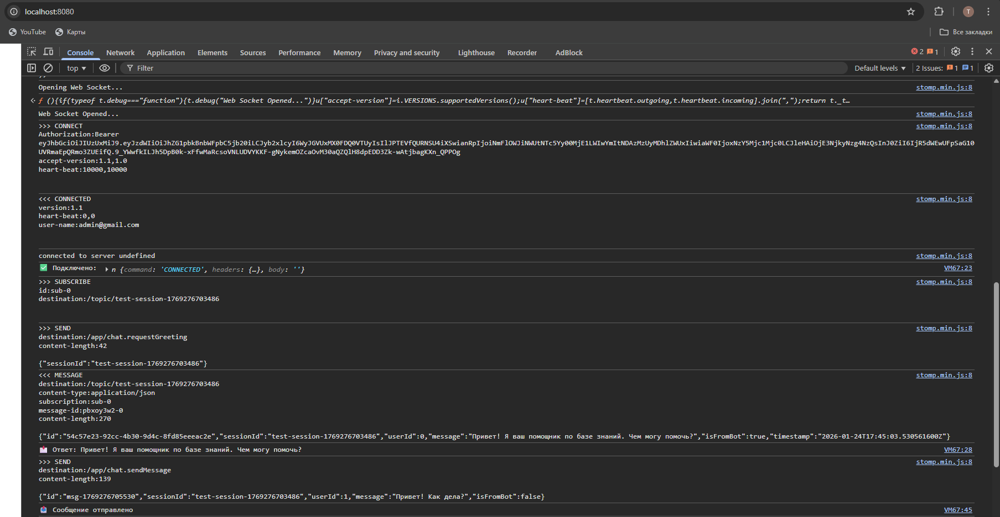 localhost:8080
T
YouTube
Карты
Все закладки
Console Network Application Elements Sources Performance Memory Privacy and security Lighthouse Recorder AdBlock
2 1
top
Filter
Default levels
2 Issues: 1 1
Opening Web Socket... stomp.min.js:8
f (){if(typeof t.debug==="function"){t.debug("Web Socket Opened...")}u["accept-version"]=i.VERSIONS.supportedVersions();u["heart-beat"]=[t.heartbeat.outgoing,t.heartbeat.incoming].join(",");return t._t…
Web Socket Opened... stomp.min.js:8
>>> CONNECT stomp.min.js:8
Authorization:Bearer
accept-version:1.1,1.0
heart-beat:10000,10000
<<< CONNECTED stomp.min.js:8
version:1.1
heart-beat:0,0
user-name:admin@gmail.com
connected to server undefined stomp.min.js:8
✅ Подключено: n {command: 'CONNECTED', headers: {…}, body: ''} VM67:23
>>> SUBSCRIBE stomp.min.js:8
id:sub-0
destination:/topic/test-session-1769276703486
>>> SEND stomp.min.js:8
destination:/app/chat.requestGreeting
content-length:42
{"sessionId":"test-session-1769276703486"}
<<< MESSAGE stomp.min.js:8
destination:/topic/test-session-1769276703486
content-type:application/json
subscription:sub-0
message-id:pbxoy3w2-0
content-length:270
{"id":"54c57e23-92cc-4b30-9d4c-8fd85eeeac2e","sessionId":"test-session-1769276703486","userId":0,"message":"Привет! Я ваш помощник по базе знаний. Чем могу помочь?","isFromBot":true,"timestamp":"2026-01-24T17:45:03.530561600Z"}
📩 Ответ: Привет! Я ваш помощник по базе знаний. Чем могу помочь? VM67:28
>>> SEND stomp.min.js:8
destination:/app/chat.sendMessage
content-length:139
{"id":"msg-1769276705530","sessionId":"test-session-1769276703486","userId":1,"message":"Привет! Как дела?","isFromBot":false}
📤 Сообщение отправлено VM67:45